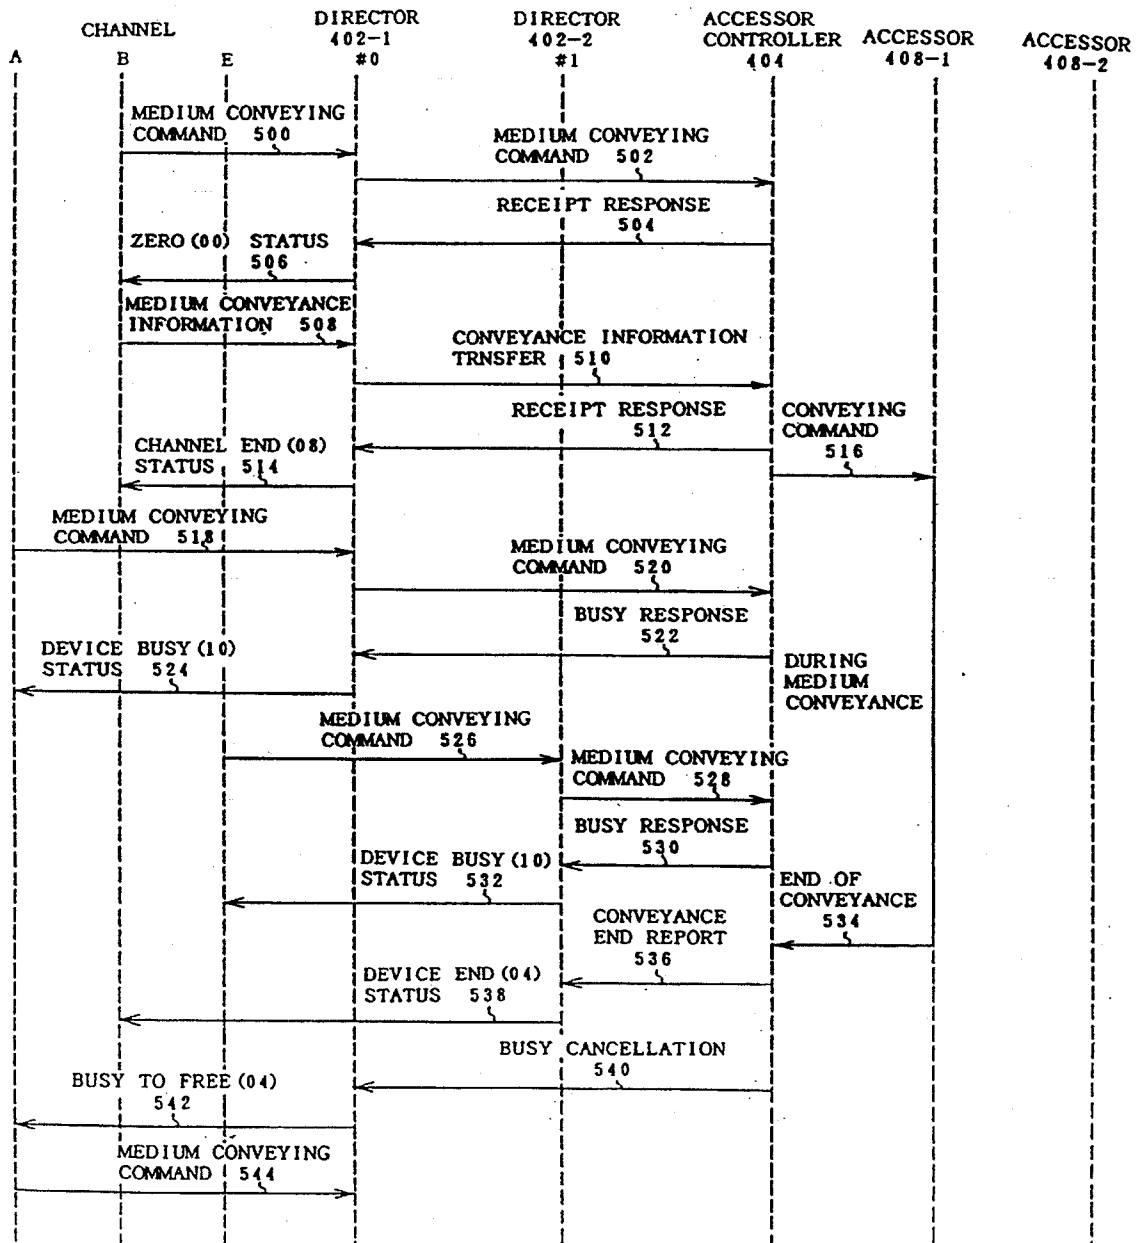 CHANNEL
A
B
E
DIRECTOR
402-1
#0
DIRECTOR
402-2
#1
ACCESSOR
CONTROLLER
404
ACCESSOR
408-1
ACCESSOR
408-2
MEDIUM CONVEYING
COMMAND 500
MEDIUM CONVEYING
COMMAND 502
RECEIPT RESPONSE
504
ZERO(00) STATUS
506
MEDIUM CONVEYANCE
INFORMATION 508
CONVEYANCE INFORMATION
TRNSFER 510
RECEIPT RESPONSE
512
CONVEYING
COMMAND
516
CHANNEL END(08)
STATUS 514
MEDIUM CONVEYING
COMMAND 518
MEDIUM CONVEYING
COMMAND 520
BUSY RESPONSE
522
DEVICE BUSY(10)
STATUS 524
DURING
MEDIUM
CONVEYANCE
MEDIUM CONVEYING
COMMAND 526
MEDIUM CONVEYING
COMMAND 528
BUSY RESPONSE
530
DEVICE BUSY(10)
STATUS 532
END OF
CONVEYANCE
534
CONVEYANCE
END REPORT
536
DEVICE END(04)
STATUS 538
BUSY CANCELLATION
540
BUSY TO FREE(04)
542
MEDIUM CONVEYING
COMMAND 544